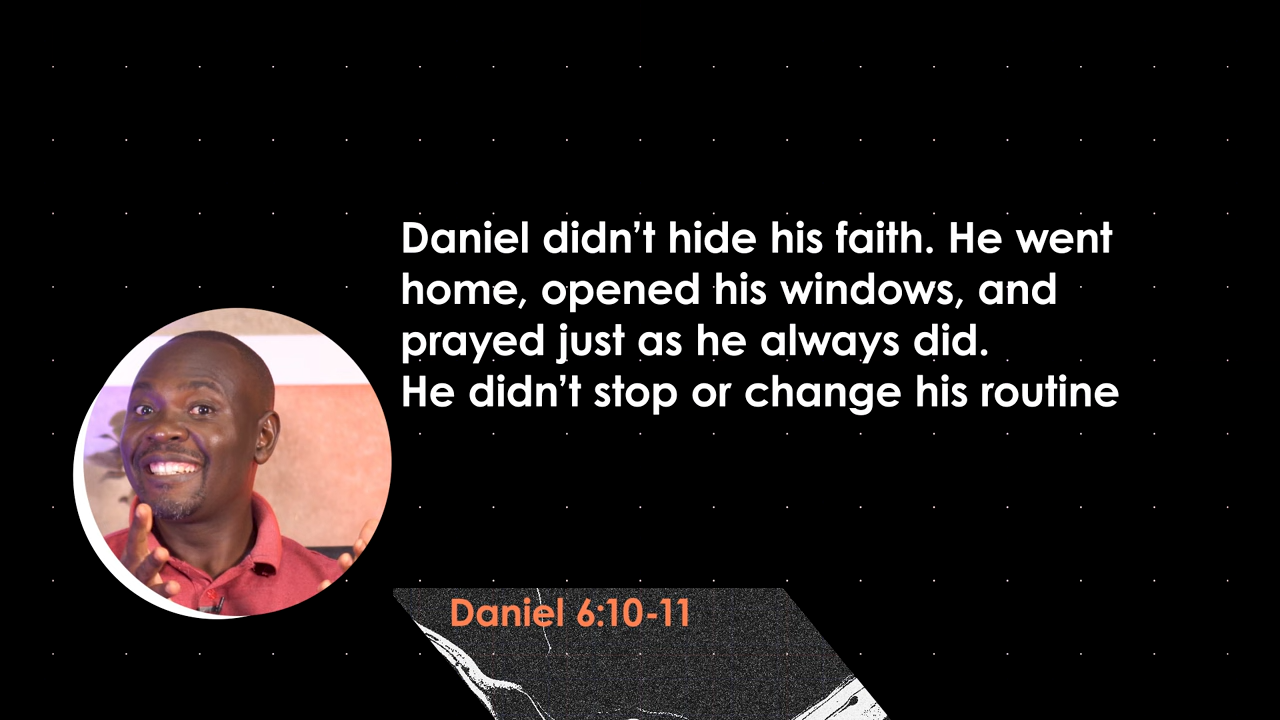 Daniel didn’t hide his faith. He went
home, opened his windows, and
prayed just as he always did.
He didn’t stop or change his routine
Daniel 6:10-11